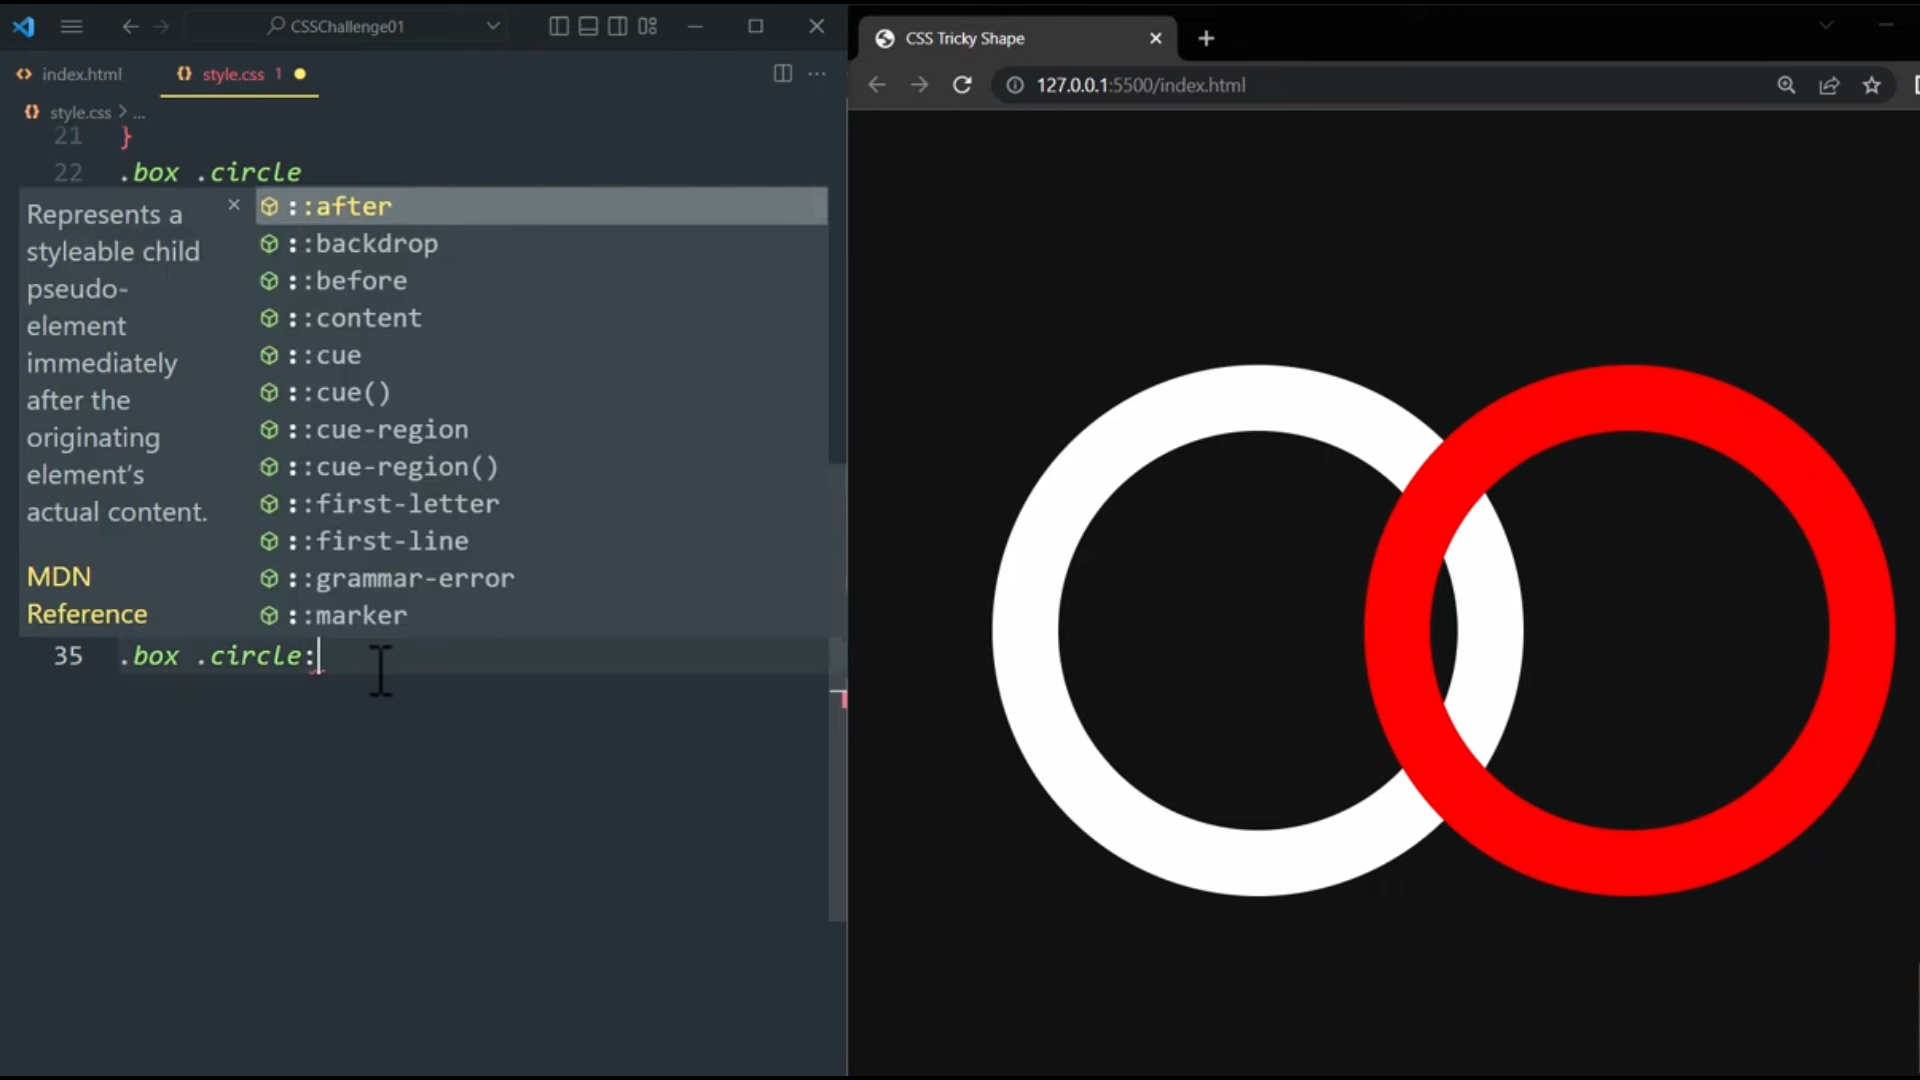 CSSChallenge01
index.html
style.css 1
style.css > ...
21 }
22 .box .circle
Represents a
styleable child
pseudo-
element
immediately
after the
originating
element's
actual content.
MDN
Reference
::after
::backdrop
::before
::content
::cue
::cue()
::cue-region
::cue-region()
::first-letter
::first-line
::grammar-error
::marker
35 .box .circle:
CSS Tricky Shape
127.0.0.1:5500/index.html